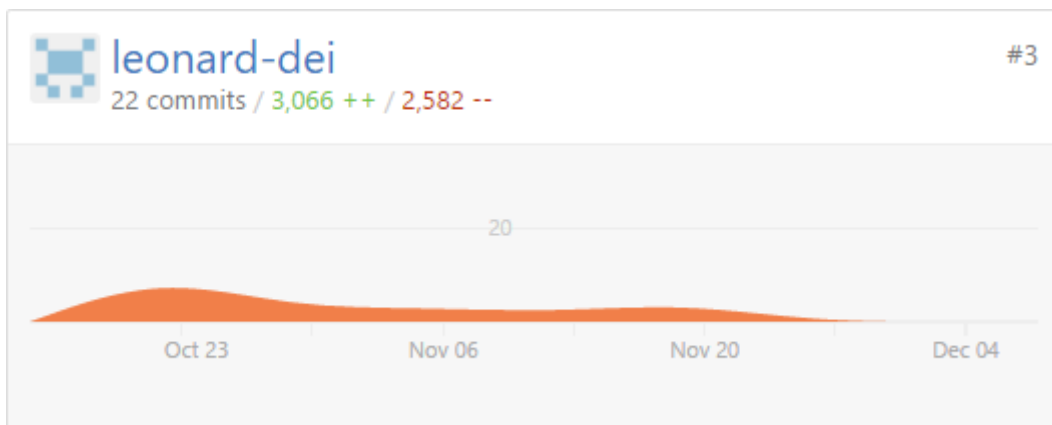 leonard-dei
#3
22 commits / 3,066 ++ / 2,582 --
20
Oct 23 Nov 06 Nov 20 Dec 04